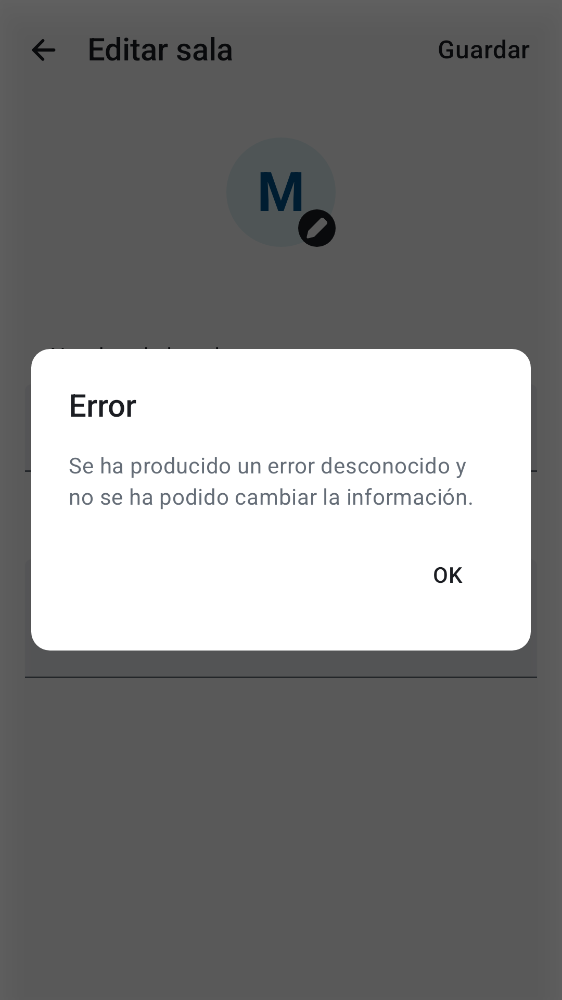 Editar sala
Guardar
M
Error
Se ha producido un error desconocido y
no se ha podido cambiar la información.
OK